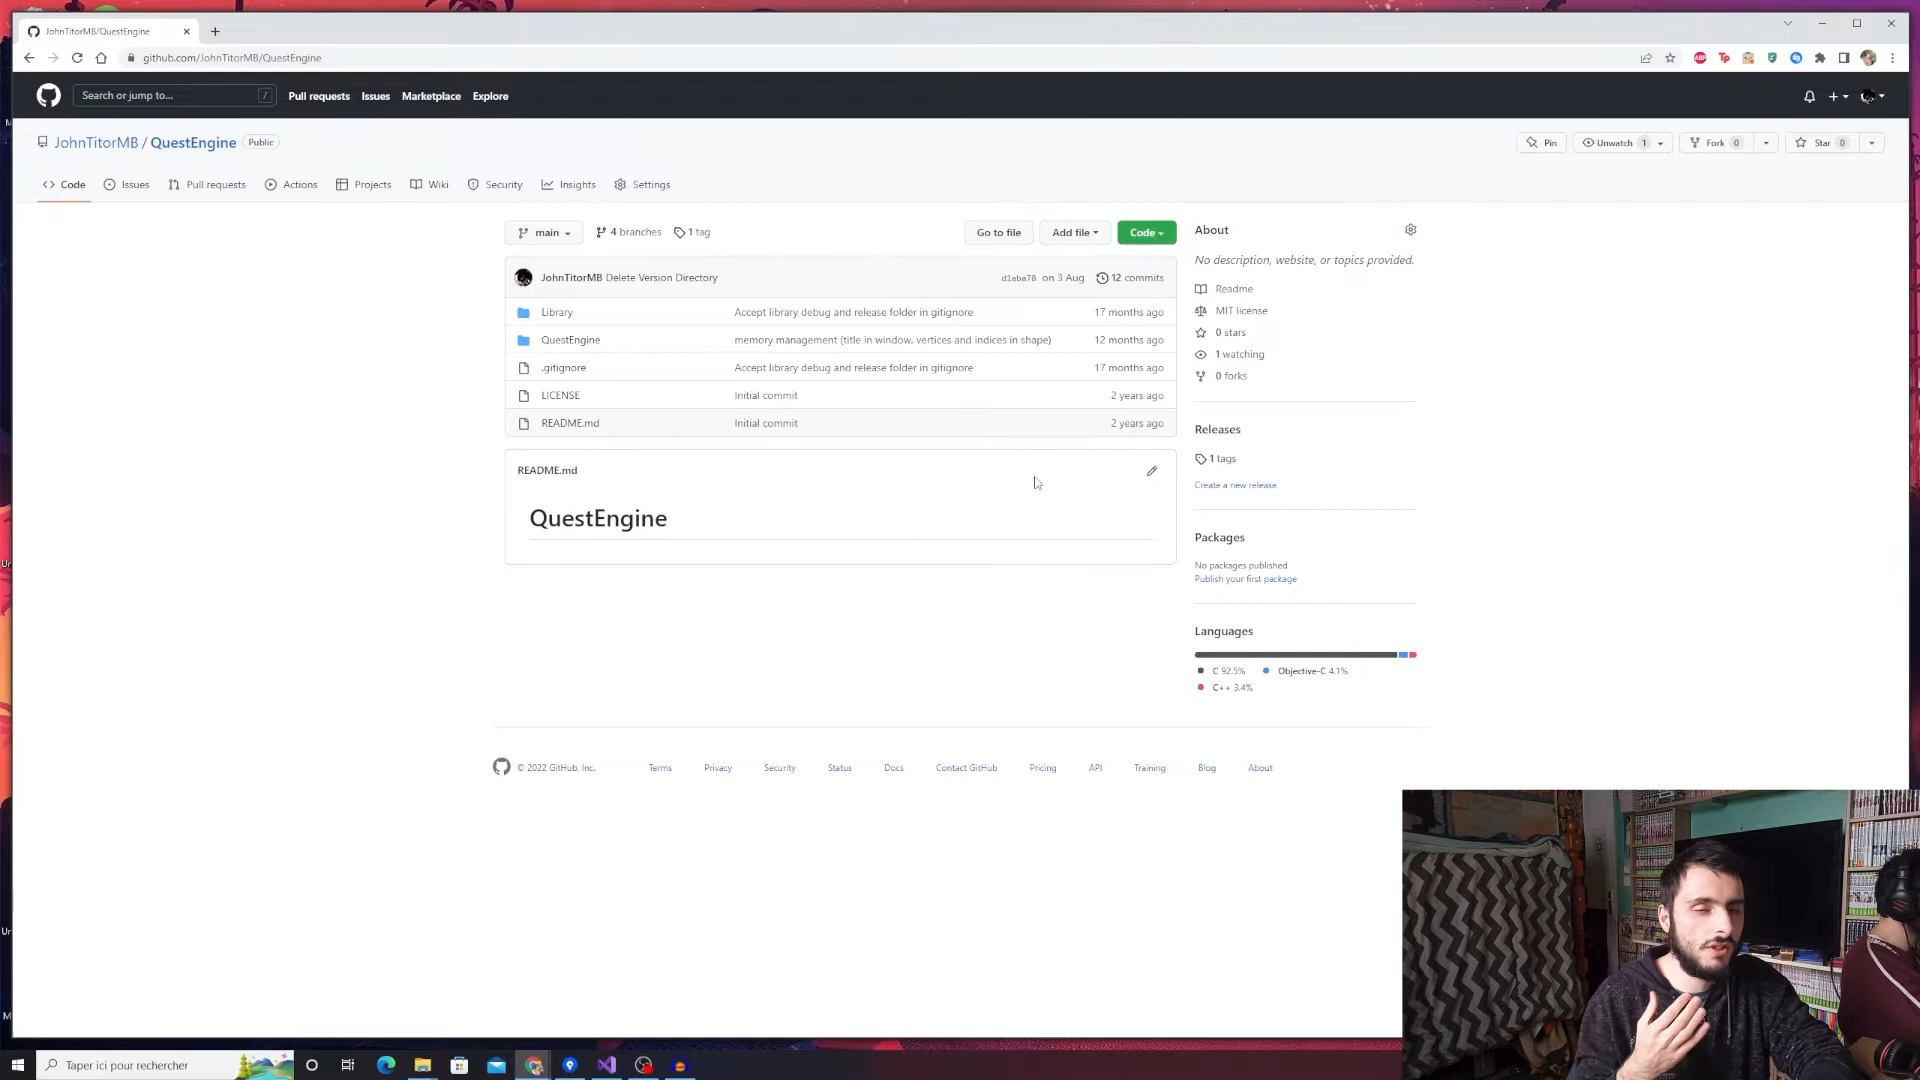 JohnTitorMB/QuestEngine
github.com/JohnTitorMB/QuestEngine
Search or jump to... /
Pull requests Issues Marketplace Explore
JohnTitorMB / QuestEngine Public
Pin Unwatch 1 Fork 0 Star 0
Code Issues Pull requests Actions Projects Wiki Security Insights Settings
main 4 branches 1 tag Go to file Add file Code
JohnTitorMB Delete Version Directory d1aba78 on 3 Aug 12 commits
Library Accept library debug and release folder in gitignore 17 months ago
QuestEngine memory management (title in window, vertices and indices in shape) 12 months ago
.gitignore Accept library debug and release folder in gitignore 17 months ago
LICENSE Initial commit 2 years ago
README.md Initial commit 2 years ago
README.md
QuestEngine
About
No description, website, or topics provided.
Readme
MIT license
0 stars
1 watching
0 forks
Releases
1 tags
Create a new release
Packages
No packages published
Publish your first package
Languages
C 92.5% Objective-C 4.1%
C++ 3.4%
© 2022 GitHub, Inc. Terms Privacy Security Status Docs Contact GitHub Pricing API Training Blog About
Taper ici pour rechercher